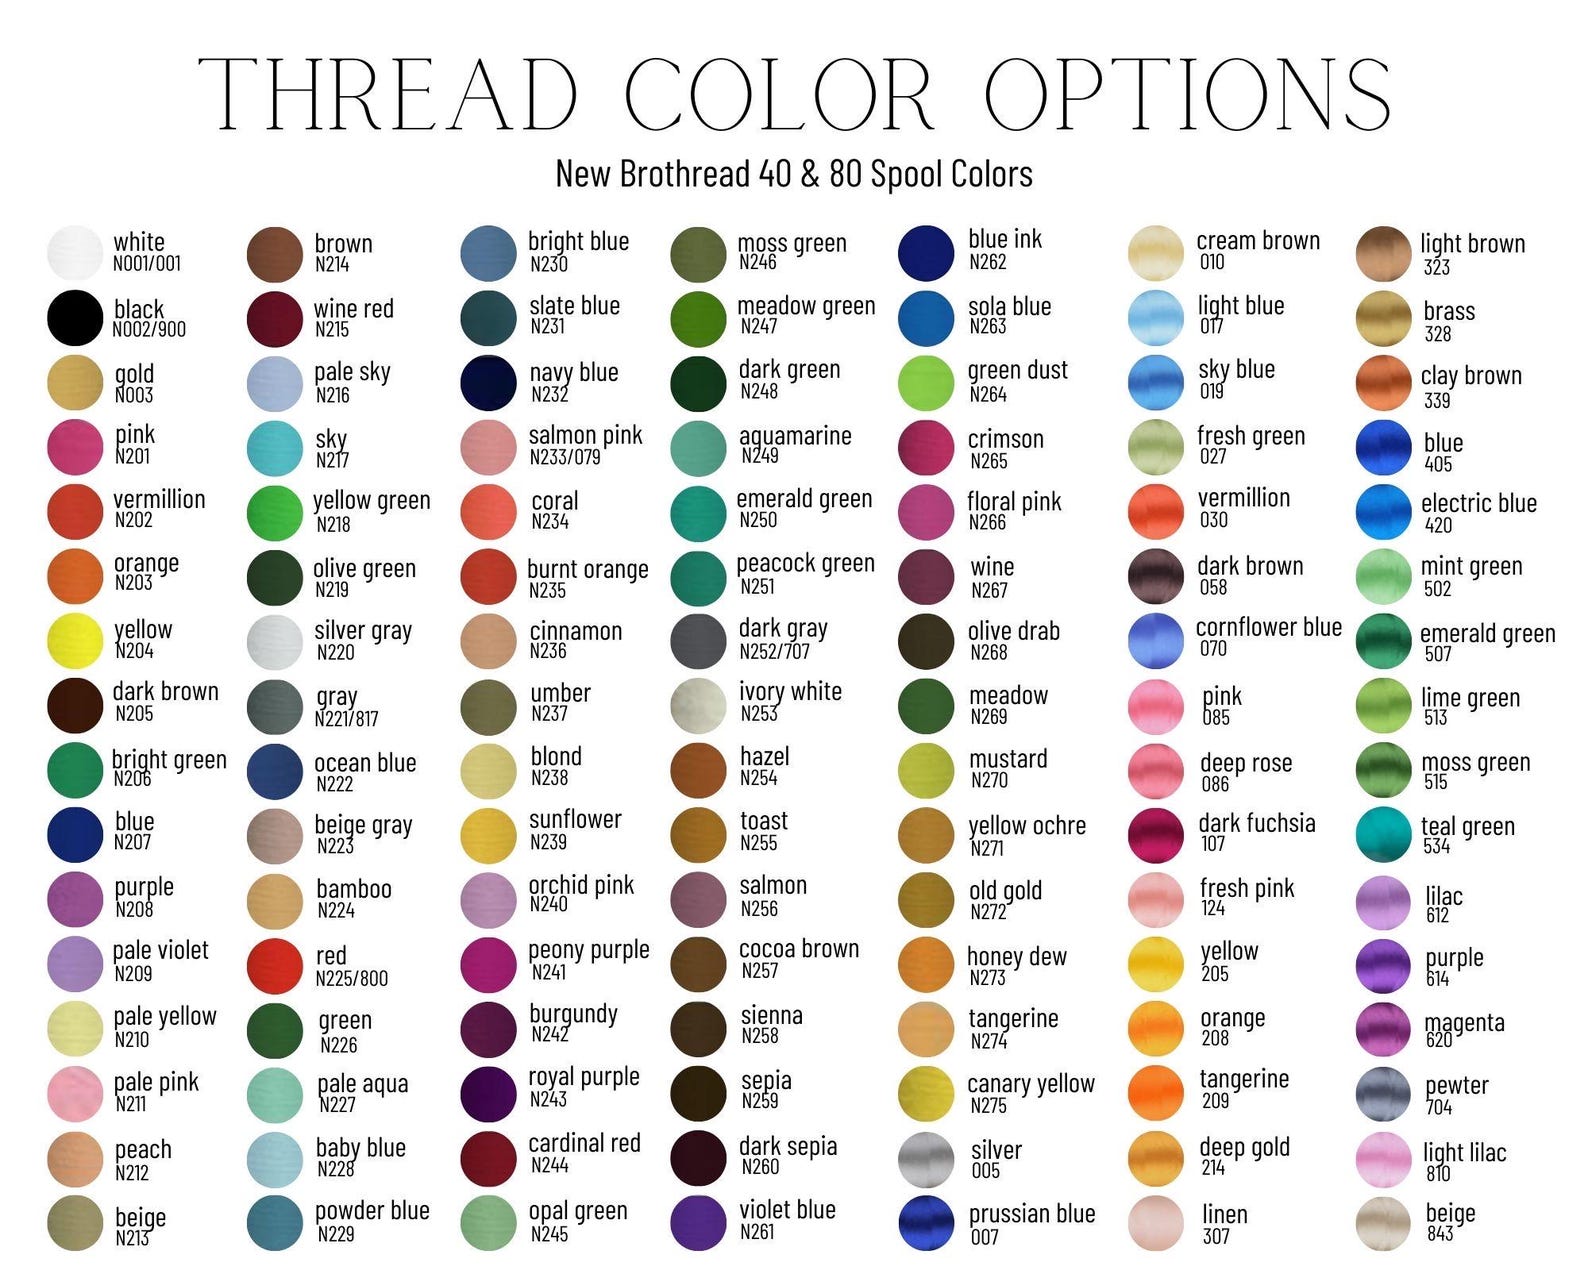 THREAD COLOR OPTIONS
New Brothread 40 & 80 Spool Colors
white
N001/001
black
N002/900
gold
N003
pink
N201
vermillion
N202
orange
N203
yellow
N204
dark brown
N205
bright green
N206
blue
N207
purple
N208
pale violet
N209
pale yellow
N210
pale pink
N211
peach
N212
beige
N213
brown
N214
wine red
N215
pale sky
N216
sky
N217
yellow green
N218
olive green
N219
silver gray
N220
gray
N221/817
ocean blue
N222
beige gray
N223
bamboo
N224
red
N225/800
green
N226
pale aqua
N227
baby blue
N228
powder blue
N229
bright blue
N230
slate blue
N231
navy blue
N232
salmon pink
N233/079
coral
N234
burnt orange
N235
cinnamon
N236
umber
N237
blond
N238
sunflower
N239
orchid pink
N240
peony purple
N241
burgundy
N242
royal purple
N243
cardinal red
N244
opal green
N245
moss green
N246
meadow green
N247
dark green
N248
aquamarine
N249
emerald green
N250
peacock green
N251
dark gray
N252/707
ivory white
N253
hazel
N254
toast
N255
salmon
N256
cocoa brown
N257
sienna
N258
sepia
N259
dark sepia
N260
violet blue
N261
blue ink
N262
sola blue
N263
green dust
N264
crimson
N265
floral pink
N266
wine
N267
olive drab
N268
meadow
N269
mustard
N270
yellow ochre
N271
old gold
N272
honey dew
N273
tangerine
N274
canary yellow
N275
silver
005
prussian blue
007
cream brown
010
light blue
017
sky blue
019
fresh green
027
vermillion
030
dark brown
058
cornflower blue
070
pink
085
deep rose
086
dark fuchsia
107
fresh pink
124
yellow
205
orange
208
tangerine
209
deep gold
214
linen
307
light brown
323
brass
328
clay brown
339
blue
405
electric blue
420
mint green
502
emerald green
507
lime green
513
moss green
515
teal green
534
lilac
612
purple
614
magenta
620
pewter
704
light lilac
810
beige
843